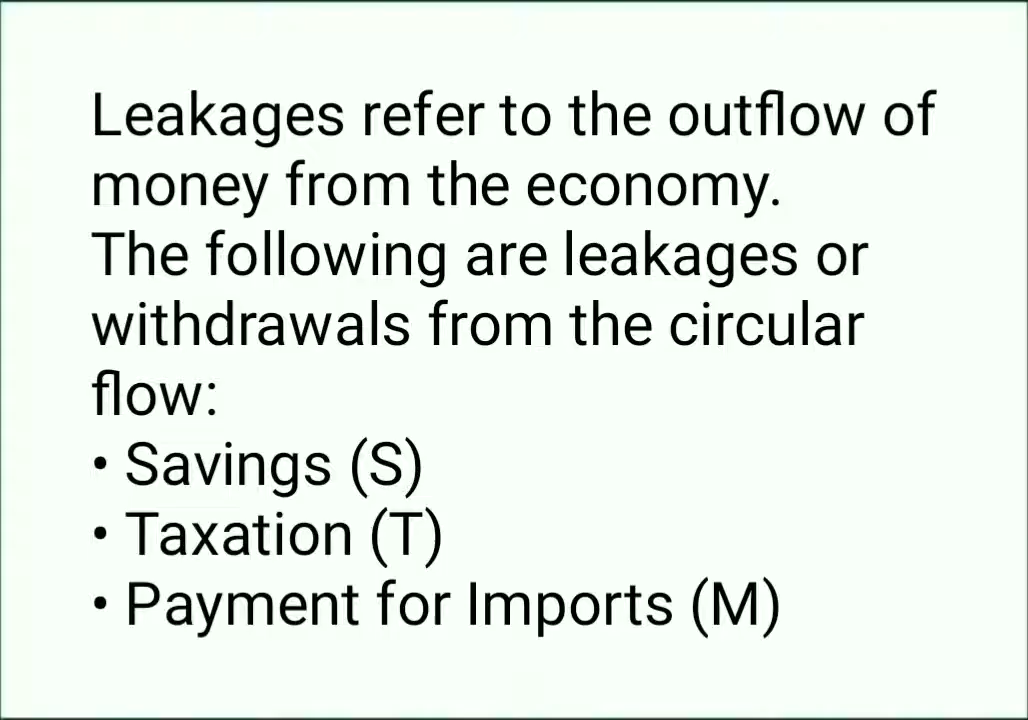 Leakages refer to the outflow of
money from the economy.
The following are leakages or
withdrawals from the circular
flow:
• Savings (S)
• Taxation (T)
• Payment for Imports (M)